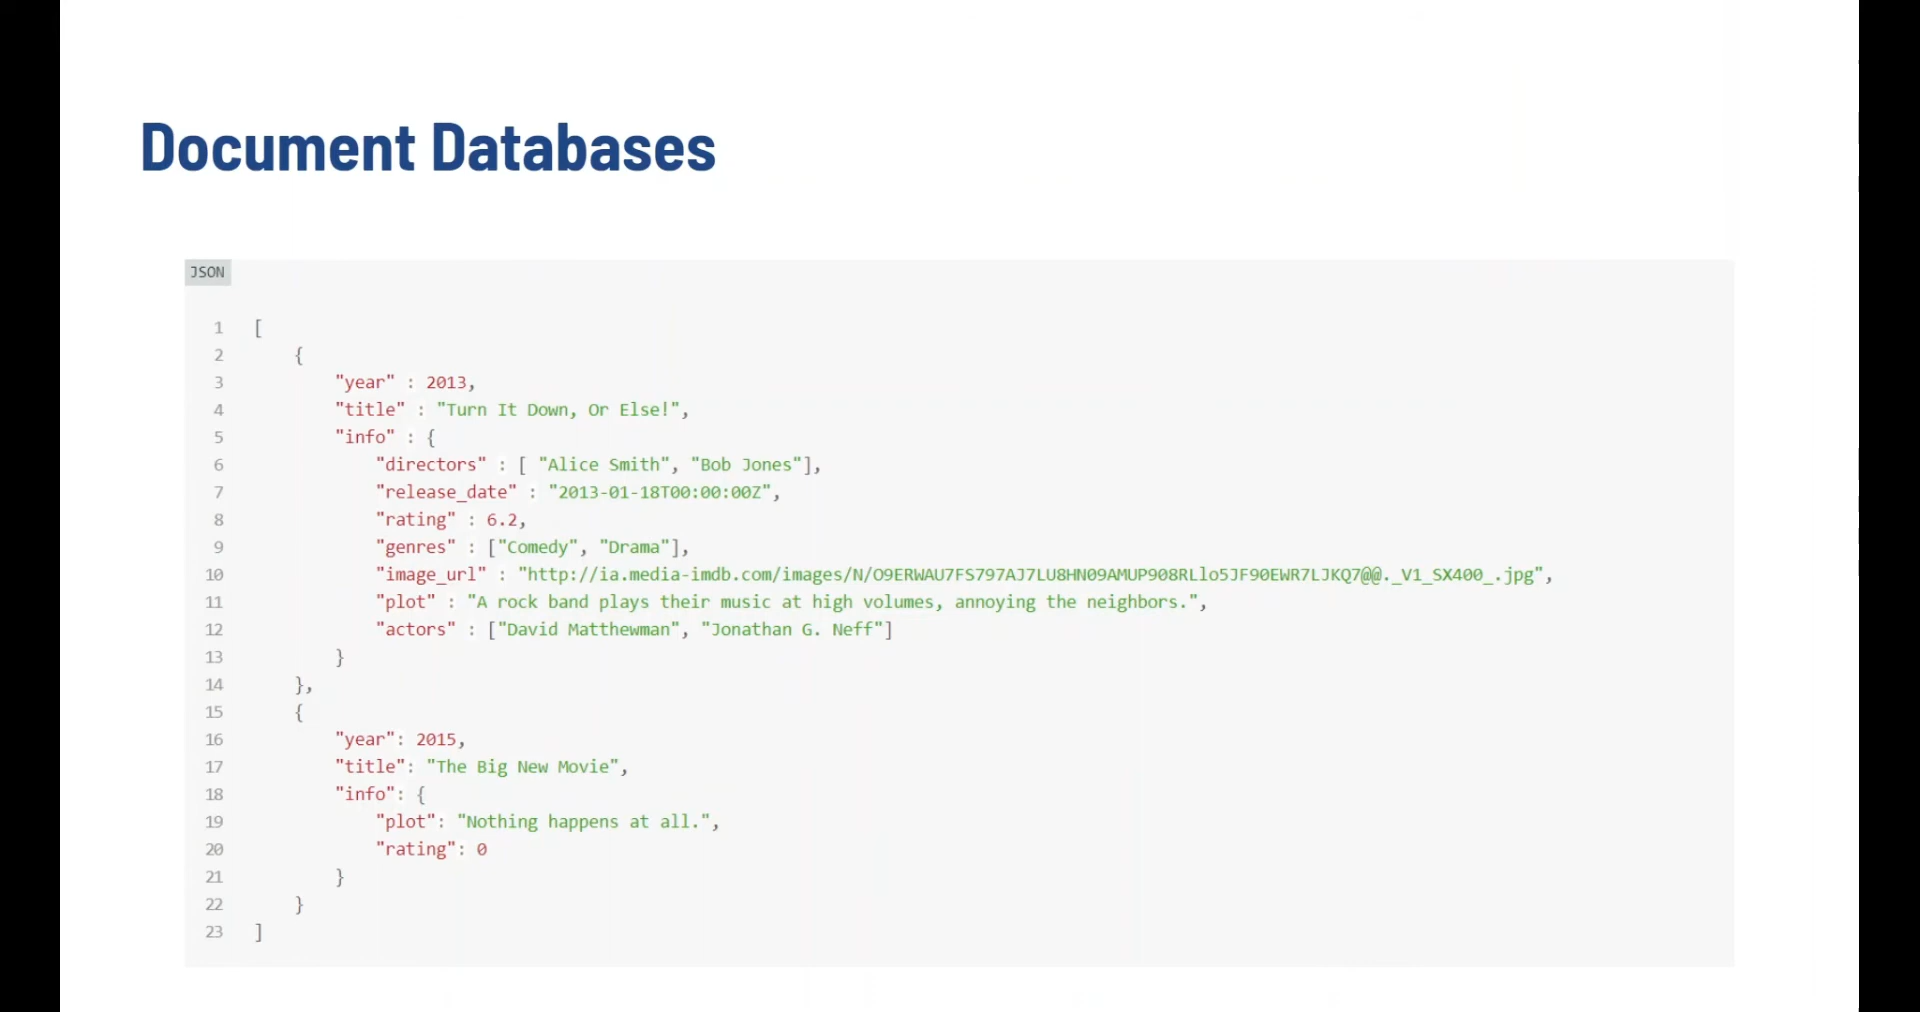 Document Databases
JSON
1 [
2 {
3 "year" : 2013,
4 "title" : "Turn It Down, Or Else!",
5 "info" : {
6 "directors" : [ "Alice Smith", "Bob Jones"],
7 "release_date" : "2013-01-18T00:00:00Z",
8 "rating" : 6.2,
9 "genres" : ["Comedy", "Drama"],
10 "image_url" : "http://ia.media-imdb.com/images/N/O9ERWAU7FS797AJ7LU8HN09AMUP908RLlo5JF90EWR7LJKQ7@@._V1_SX400_.jpg",
11 "plot" : "A rock band plays their music at high volumes, annoying the neighbors.",
12 "actors" : ["David Matthewman", "Jonathan G. Neff"]
13 }
14 },
15 {
16 "year": 2015,
17 "title": "The Big New Movie",
18 "info": {
19 "plot": "Nothing happens at all.",
20 "rating": 0
21 }
22 }
23 ]